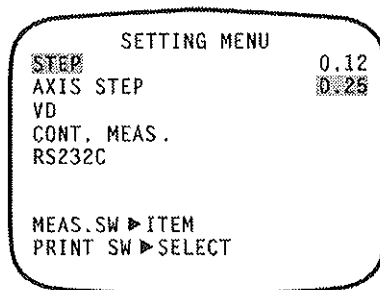 SETTING MENU
STEP 0.12
AXIS STEP 0.25
VD
CONT. MEAS.
RS232C
MEAS.SW ▶ ITEM
PRINT SW ▶ SELECT